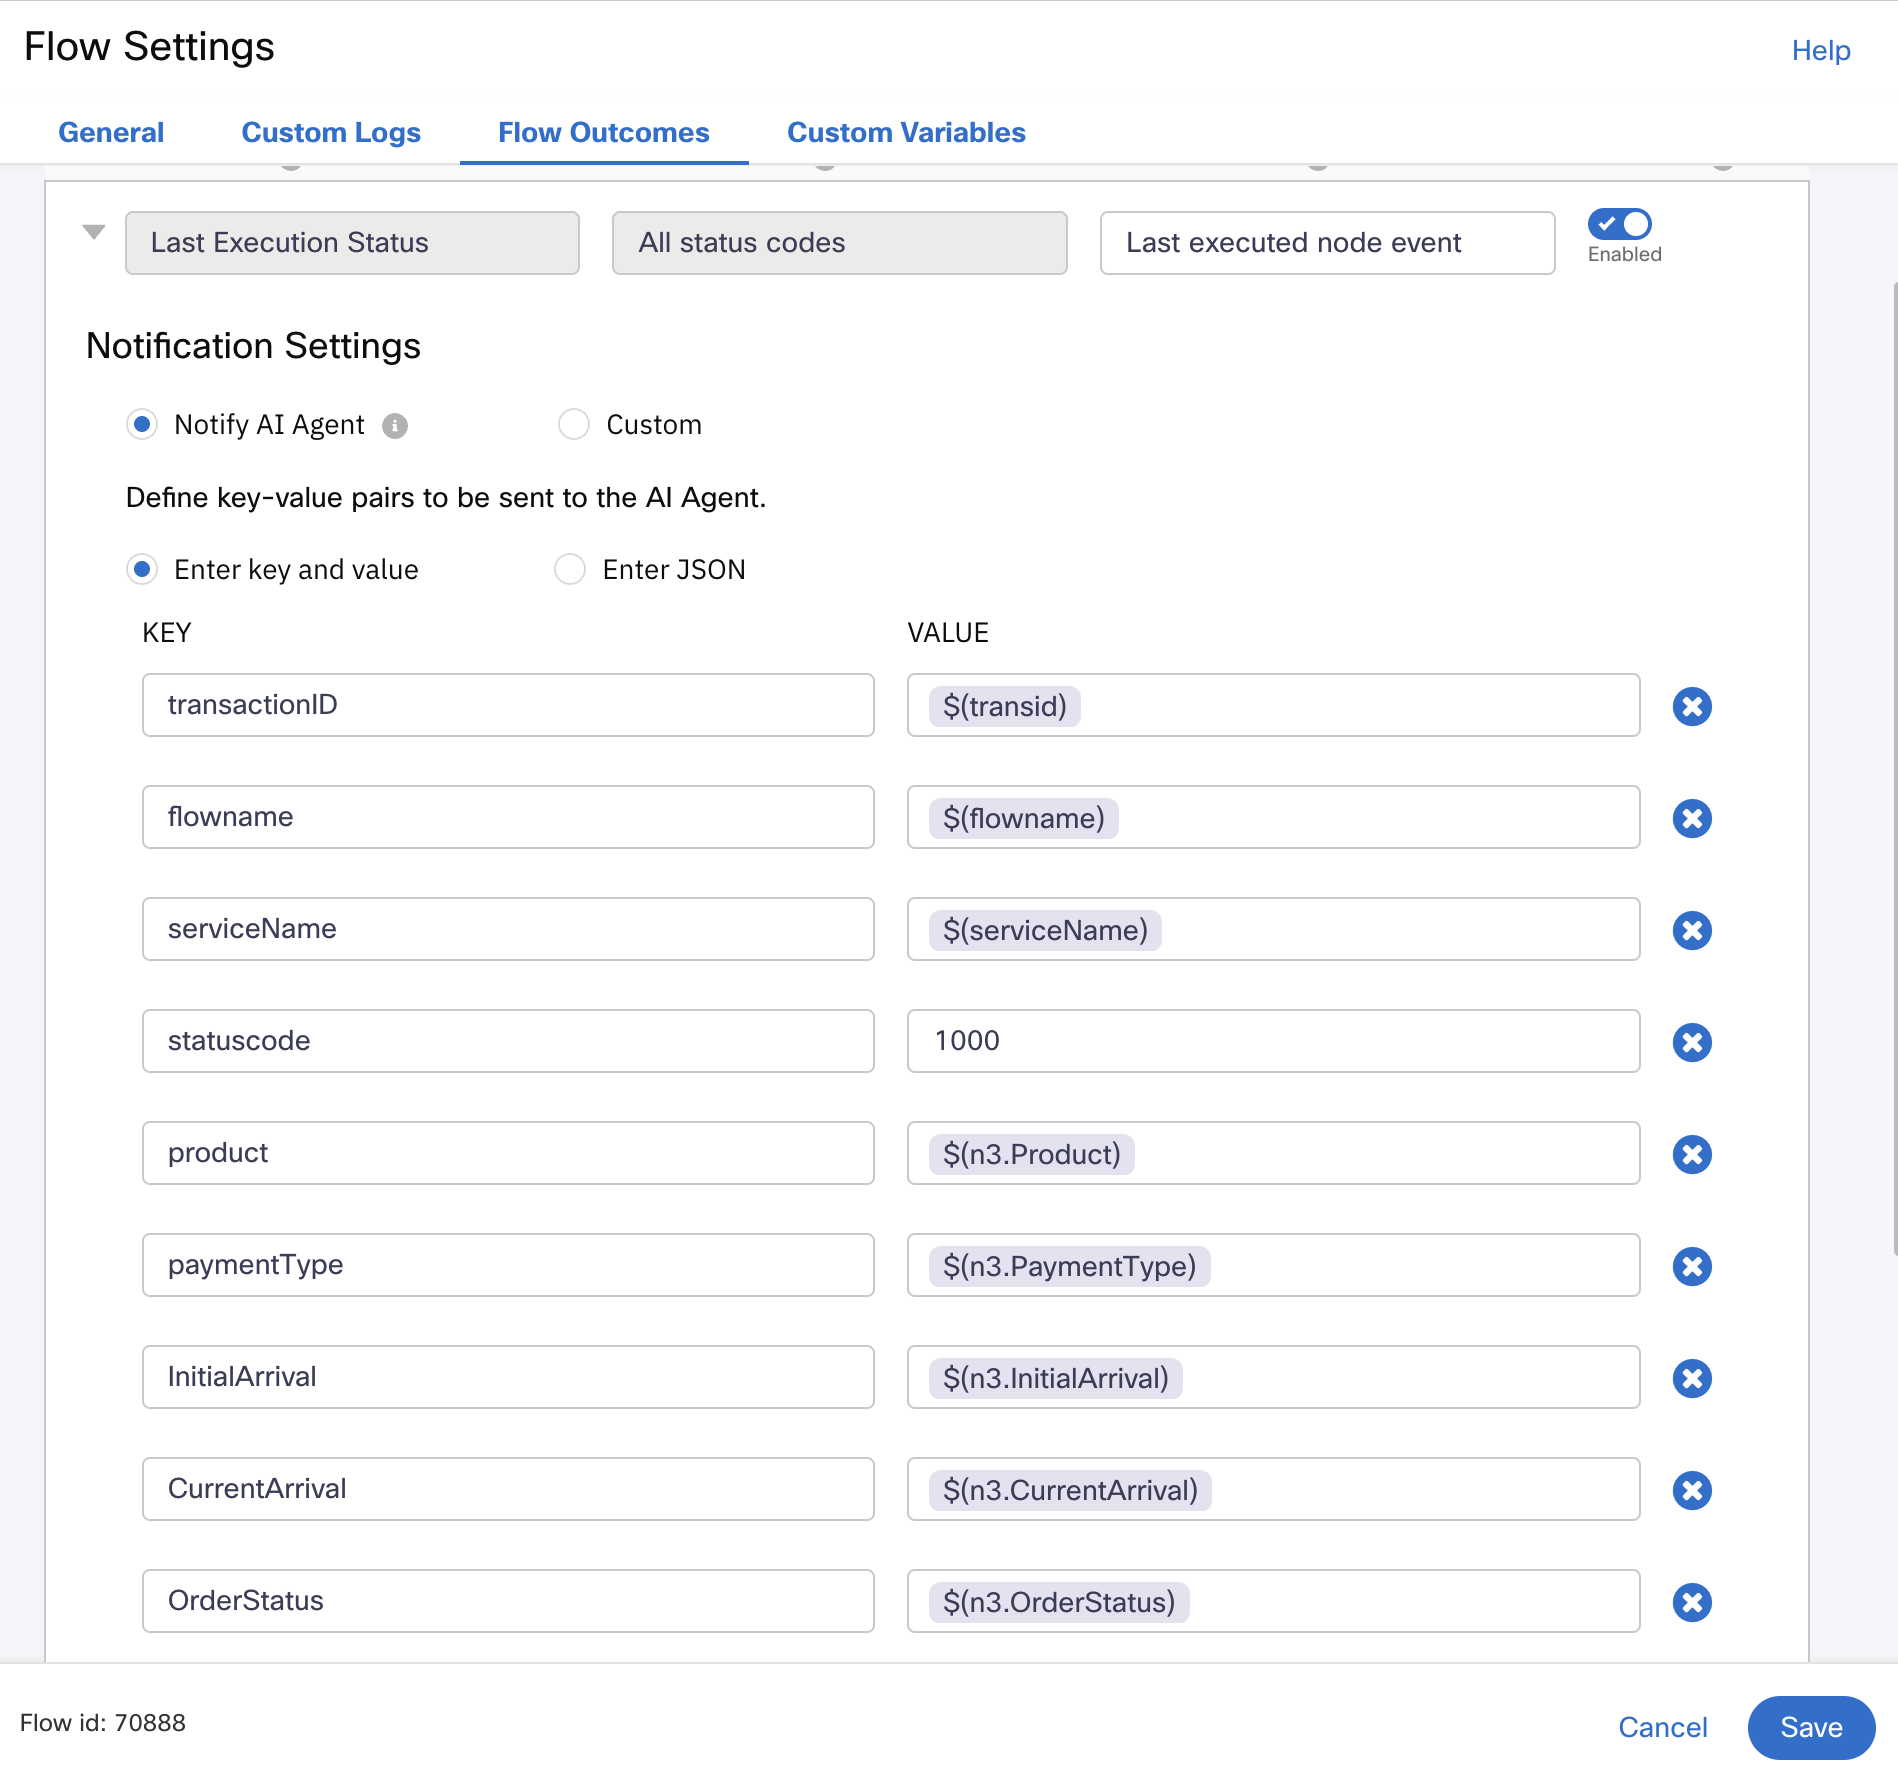 Flow Settings
Help
General Custom Logs Flow Outcomes Custom Variables
Last Execution Status All status codes Last executed node event
Enabled
Notification Settings
Notify AI Agent Custom
Define key-value pairs to be sent to the AI Agent.
Enter key and value Enter JSON
KEY VALUE
transactionID $(transid)
flowname $(flowname)
serviceName $(serviceName)
statuscode 1000
product $(n3.Product)
paymentType $(n3.PaymentType)
InitialArrival $(n3.InitialArrival)
CurrentArrival $(n3.CurrentArrival)
OrderStatus $(n3.OrderStatus)
Flow id: 70888
Cancel Save